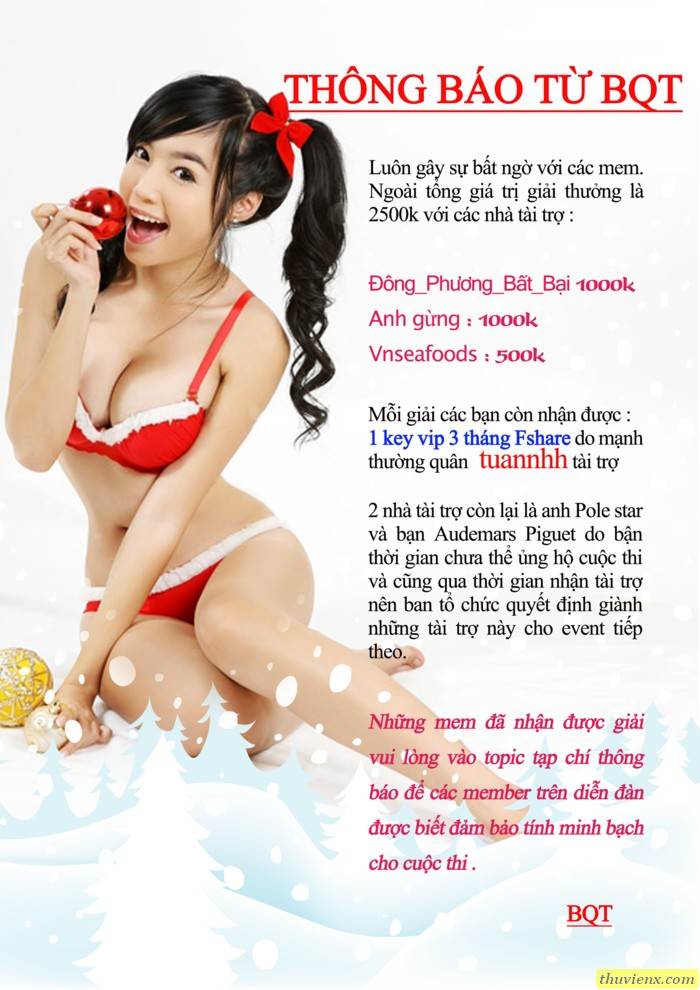 THÔNG BÁO TỪ BQT
Luôn gây sự bất ngờ với các mem.
Ngoài tổng giá trị giải thưởng là
2500k với các nhà tài trợ :
Đông_Phương_Bất_Bại 1000k
Anh gừng : 1000k
Vnseafoods : 500k
Mỗi giải các bạn còn nhận được :
1 key vip 3 tháng Fshare do mạnh
thường quân tuannhh tài trợ
2 nhà tài trợ còn lại là anh Pole star
và bạn Audemars Piguet do bận
thời gian chưa thể ủng hộ cuộc thi
và cũng qua thời gian nhận tài trợ
nên ban tổ chức quyết định giành
những tài trợ này cho event tiếp
theo.
Những mem đã nhận được giải
vui lòng vào topic tạp chí thông
báo để các member trên diễn đàn
được biết đảm bảo tính minh bạch
cho cuộc thi .
BQT
thuvienx.com